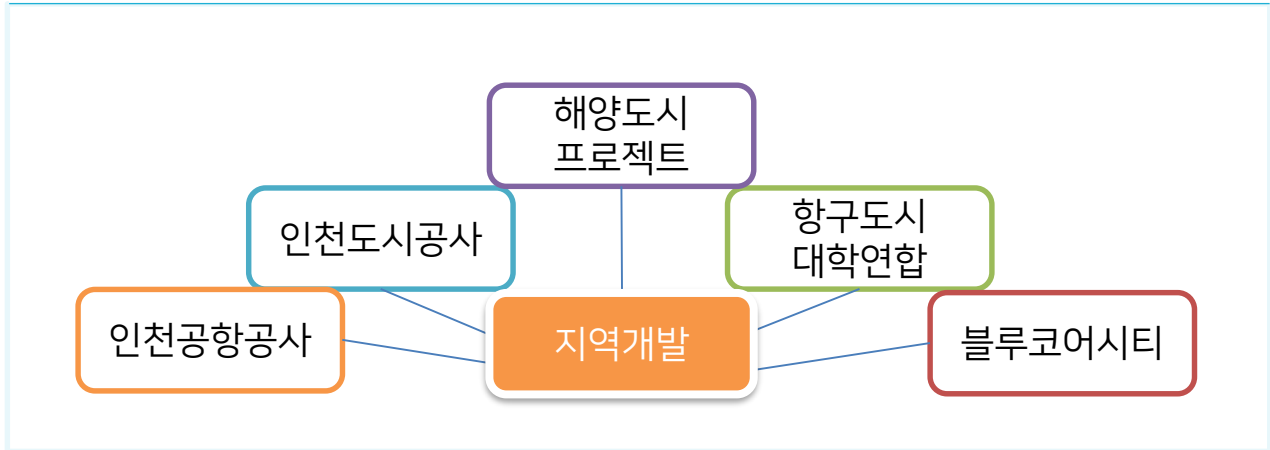 해양도시
프로젝트
인천도시공사
항구도시
대학연합
인천공항공사
지역개발
블루코어시티